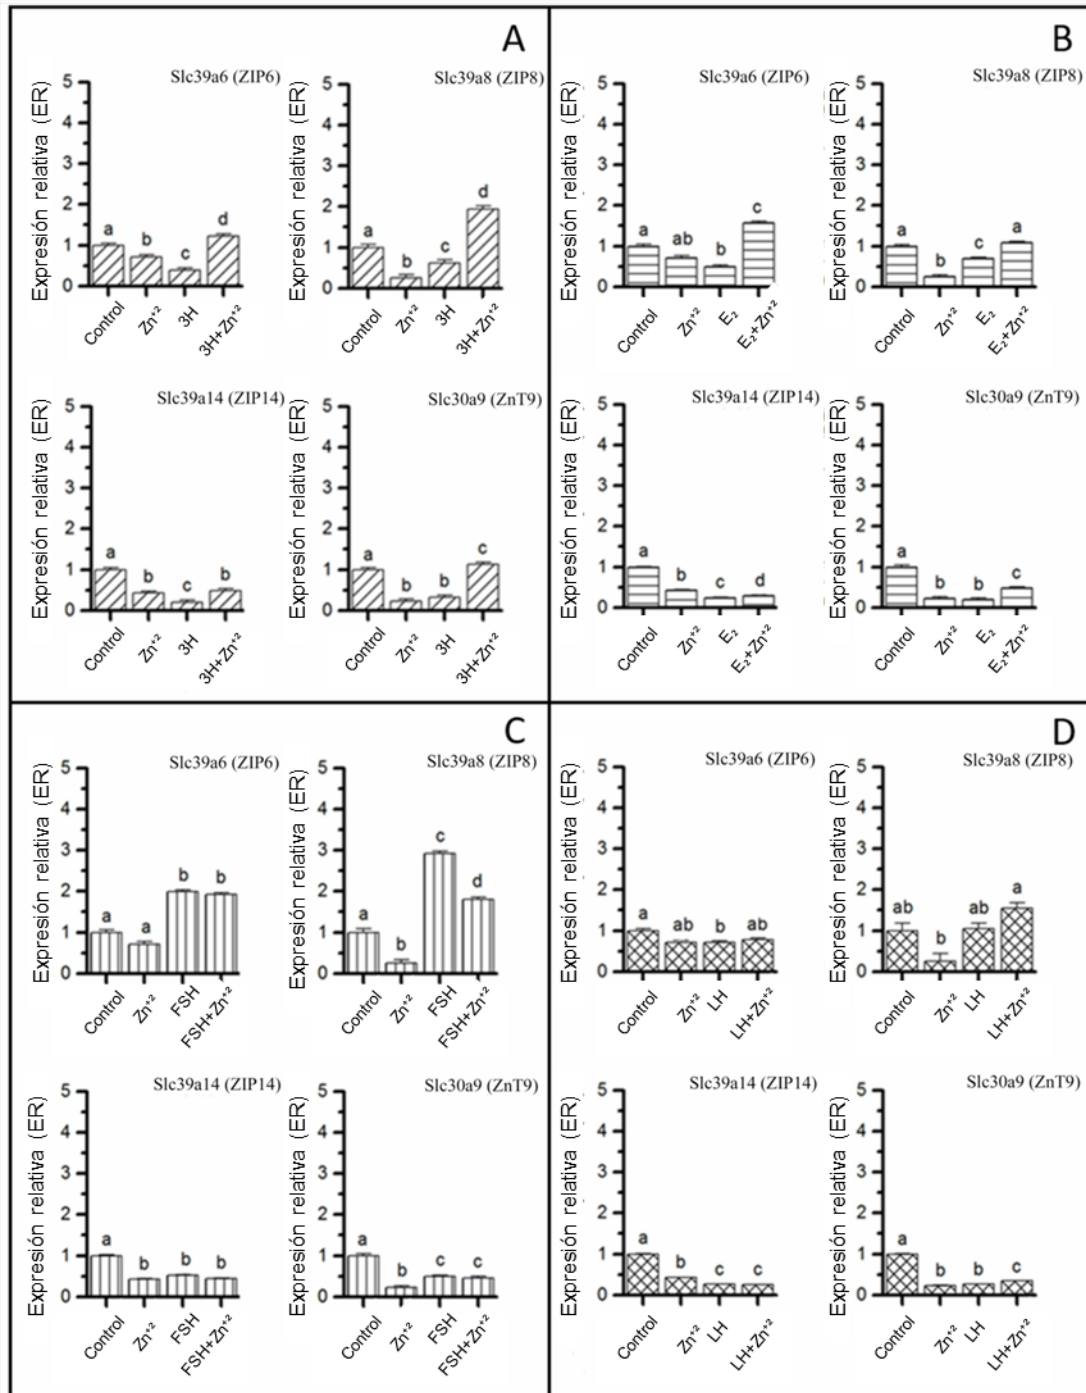 A
Slc39a6 (ZIP6)
Expresión relativa (ER)
5
4
3
2
1
0
a
b
c
d
Control
Zn⁺²
3H
3H+Zn⁺²
Slc39a8 (ZIP8)
Expresión relativa (ER)
5
4
3
2
1
0
a
b
c
d
Control
Zn⁺²
3H
3H+Zn⁺²
Slc39a14 (ZIP14)
Expresión relativa (ER)
5
4
3
2
1
0
a
b
c
b
Control
Zn⁺²
3H
3H+Zn⁺²
Slc30a9 (ZnT9)
Expresión relativa (ER)
5
4
3
2
1
0
a
b
b
c
Control
Zn⁺²
3H
3H+Zn⁺²
B
Slc39a6 (ZIP6)
Expresión relativa (ER)
5
4
3
2
1
0
a
ab
b
c
Control
Zn⁺²
E₂
E₂+Zn⁺²
Slc39a8 (ZIP8)
Expresión relativa (ER)
5
4
3
2
1
0
a
b
c
a
Control
Zn⁺²
E₂
E₂+Zn⁺²
Slc39a14 (ZIP14)
Expresión relativa (ER)
5
4
3
2
1
0
a
b
c
d
Control
Zn⁺²
E₂
E₂+Zn⁺²
Slc30a9 (ZnT9)
Expresión relativa (ER)
5
4
3
2
1
0
a
b
b
c
Control
Zn⁺²
E₂
E₂+Zn⁺²
C
Slc39a6 (ZIP6)
Expresión relativa (ER)
5
4
3
2
1
0
a
a
b
b
Control
Zn⁺²
FSH
FSH+Zn⁺²
Slc39a8 (ZIP8)
Expresión relativa (ER)
5
4
3
2
1
0
a
b
c
d
Control
Zn⁺²
FSH
FSH+Zn⁺²
Slc39a14 (ZIP14)
Expresión relativa (ER)
5
4
3
2
1
0
a
b
b
b
Control
Zn⁺²
FSH
FSH+Zn⁺²
Slc30a9 (ZnT9)
Expresión relativa (ER)
5
4
3
2
1
0
a
b
c
c
Control
Zn⁺²
FSH
FSH+Zn⁺²
D
Slc39a6 (ZIP6)
Expresión relativa (ER)
5
4
3
2
1
0
a
ab
b
ab
Control
Zn⁺²
LH
LH+Zn⁺²
Slc39a8 (ZIP8)
Expresión relativa (ER)
5
4
3
2
1
0
ab
b
ab
a
Control
Zn⁺²
LH
LH+Zn⁺²
Slc39a14 (ZIP14)
Expresión relativa (ER)
5
4
3
2
1
0
a
b
c
c
Control
Zn⁺²
LH
LH+Zn⁺²
Slc30a9 (ZnT9)
Expresión relativa (ER)
5
4
3
2
1
0
a
b
b
c
Control
Zn⁺²
LH
LH+Zn⁺²